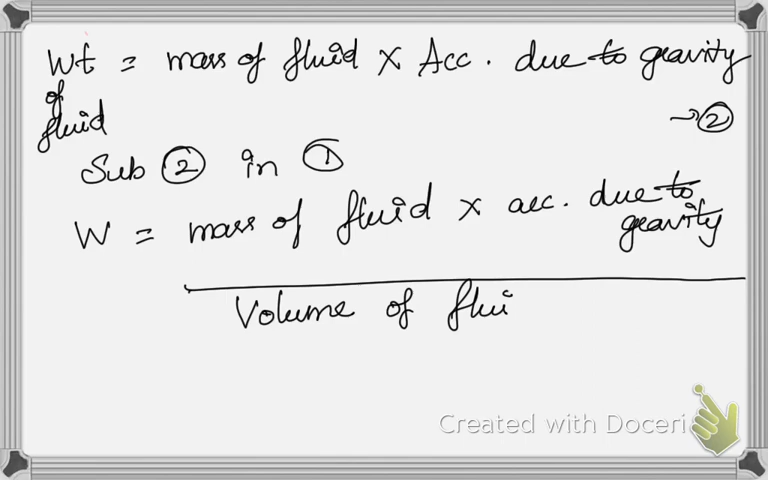 Wt = mass of fluid × Acc. due to gravity
of
fluid
→ ②
Sub ② in ①
W = mass of fluid × acc. due to
gravity
Volume of flui
Created with Doceri